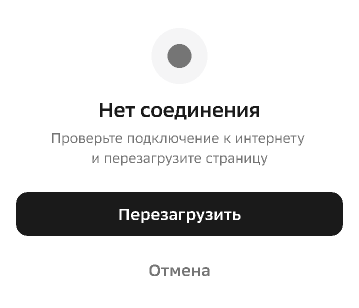 Нет соединения
Проверьте подключение к интернету
и перезагрузите страницу
Перезагрузить
Отмена